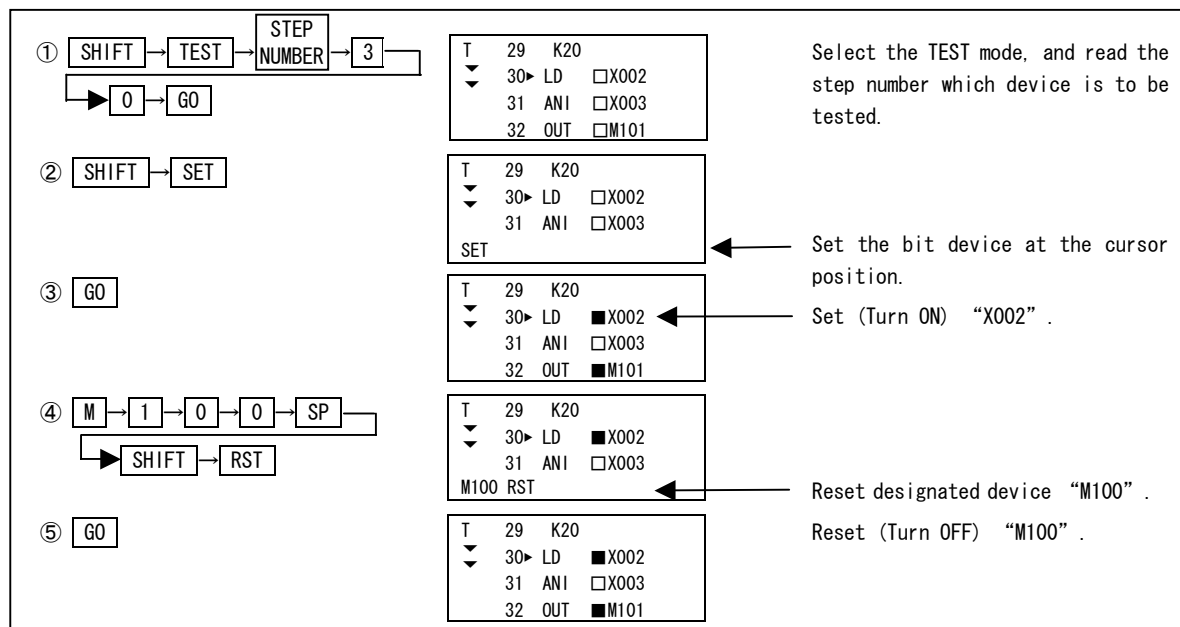 ① SHIFT → TEST → STEP NUMBER → 3
→ 0 → GO
T 29 K20
30► LD □X002
31 ANI □X003
32 OUT □M101
Select the TEST mode, and read the
step number which device is to be
tested.
② SHIFT → SET
T 29 K20
30► LD □X002
31 ANI □X003
SET
Set the bit device at the cursor
position.
③ GO
T 29 K20
30► LD ■X002
31 ANI □X003
32 OUT ■M101
Set (Turn ON) “X002”.
④ M → 1 → 0 → 0 → SP
→ SHIFT → RST
T 29 K20
30► LD ■X002
31 ANI □X003
M100 RST
Reset designated device “M100”.
⑤ GO
Reset (Turn OFF) “M100”.
T 29 K20
30► LD ■X002
31 ANI □X003
32 OUT ■M101